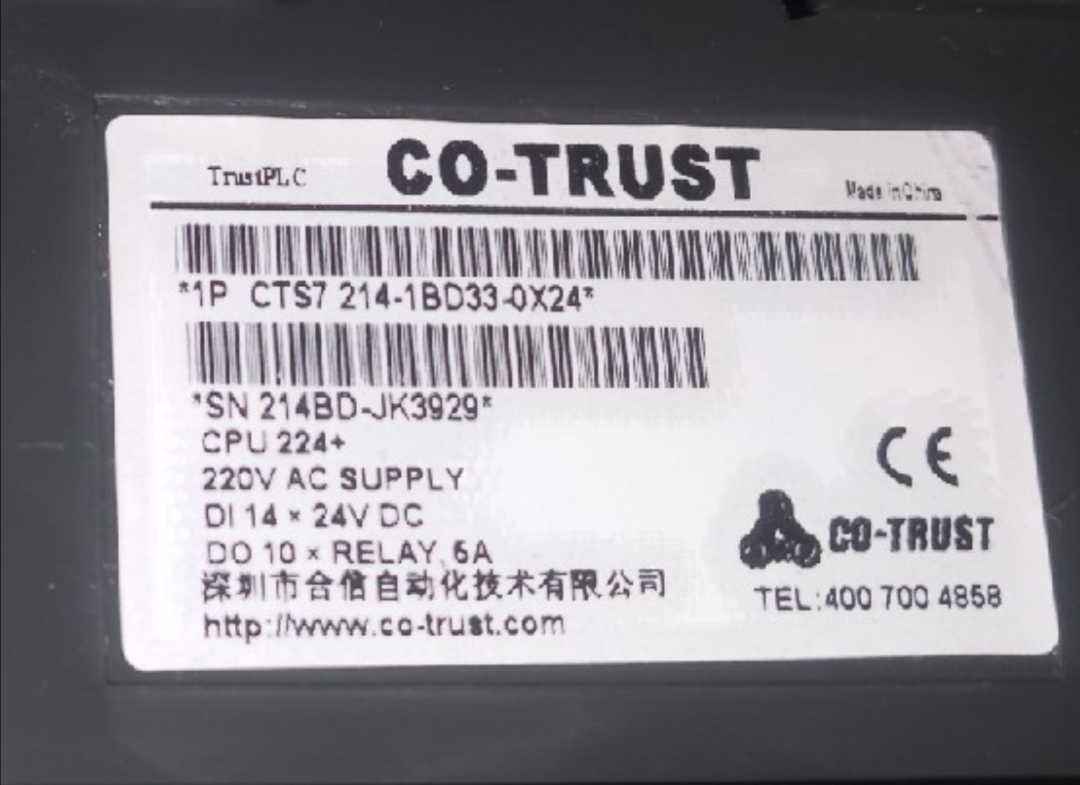 TrustPLC CO-TRUST Made in China
*1P CTS7 214-1BD33-0X24*
*SN 214BD-JK3929*
CPU 224+
220V AC SUPPLY
DI 14 × 24V DC
DO 10 × RELAY, 6A
深圳市合信自动化技术有限公司
http://www.co-trust.com
CE
CO-TRUST
TEL:400 700 4858